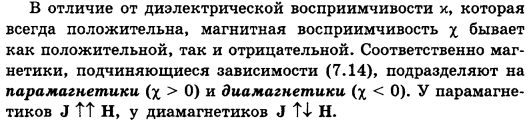 В отличие от диэлектрической восприимчивости ϰ, которая
всегда положительна, магнитная восприимчивость χ бывает
как положительной, так и отрицательной. Соответственно маг-
нетики, подчиняющиеся зависимости (7.14), подразделяют на
парамагнетики (χ > 0) и диамагнетики (χ < 0). У парамагне-
тиков J ↑↑ H, у диамагнетиков J ↑↓ H.